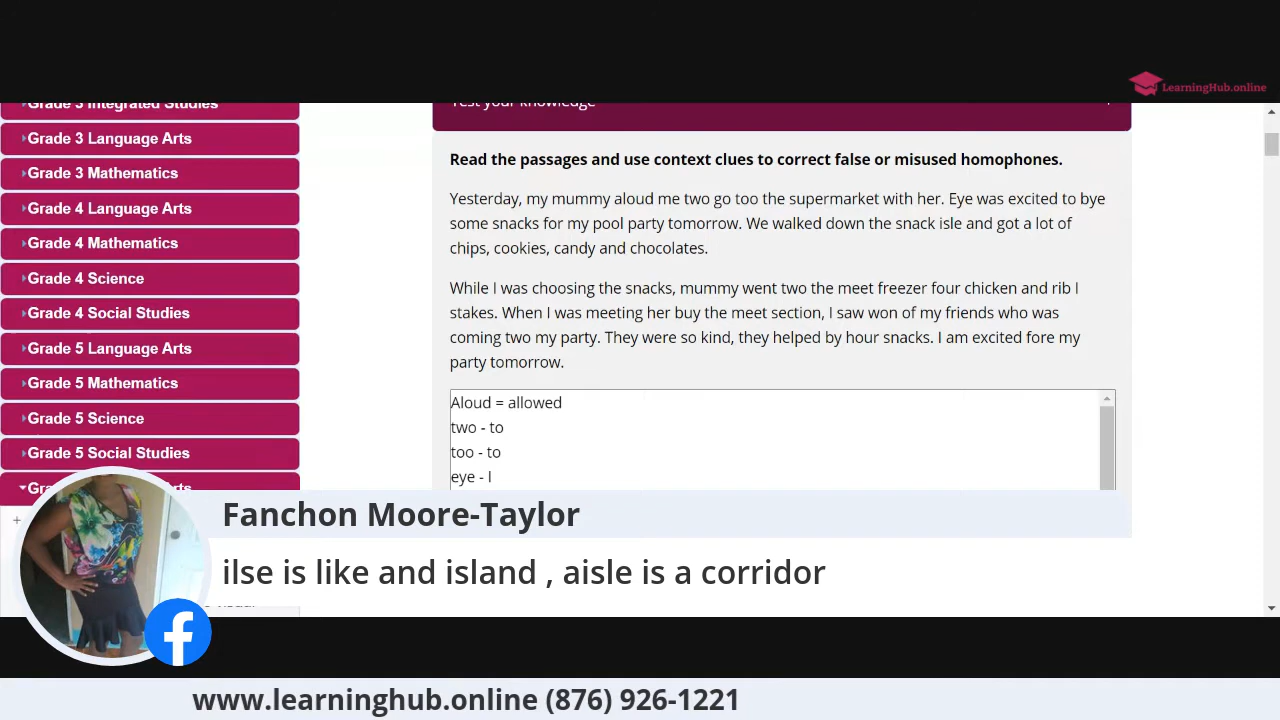 LearningHub.online
Grade 3 Integrated Studies
Grade 3 Language Arts
Grade 3 Mathematics
Grade 4 Language Arts
Grade 4 Mathematics
Grade 4 Science
Grade 4 Social Studies
Grade 5 Language Arts
Grade 5 Mathematics
Grade 5 Science
Grade 5 Social Studies
Test your knowledge
Read the passages and use context clues to correct false or misused homophones.
Yesterday, my mummy aloud me two go too the supermarket with her. Eye was excited to bye
some snacks for my pool party tomorrow. We walked down the snack isle and got a lot of
chips, cookies, candy and chocolates.
While I was choosing the snacks, mummy went two the meet freezer four chicken and rib I
stakes. When I was meeting her buy the meet section, I saw won of my friends who was
coming two my party. They were so kind, they helped by hour snacks. I am excited fore my
party tomorrow.
Aloud = allowed
two - to
too - to
eye - I
Fanchon Moore-Taylor
ilse is like and island , aisle is a corridor
www.learninghub.online (876) 926-1221